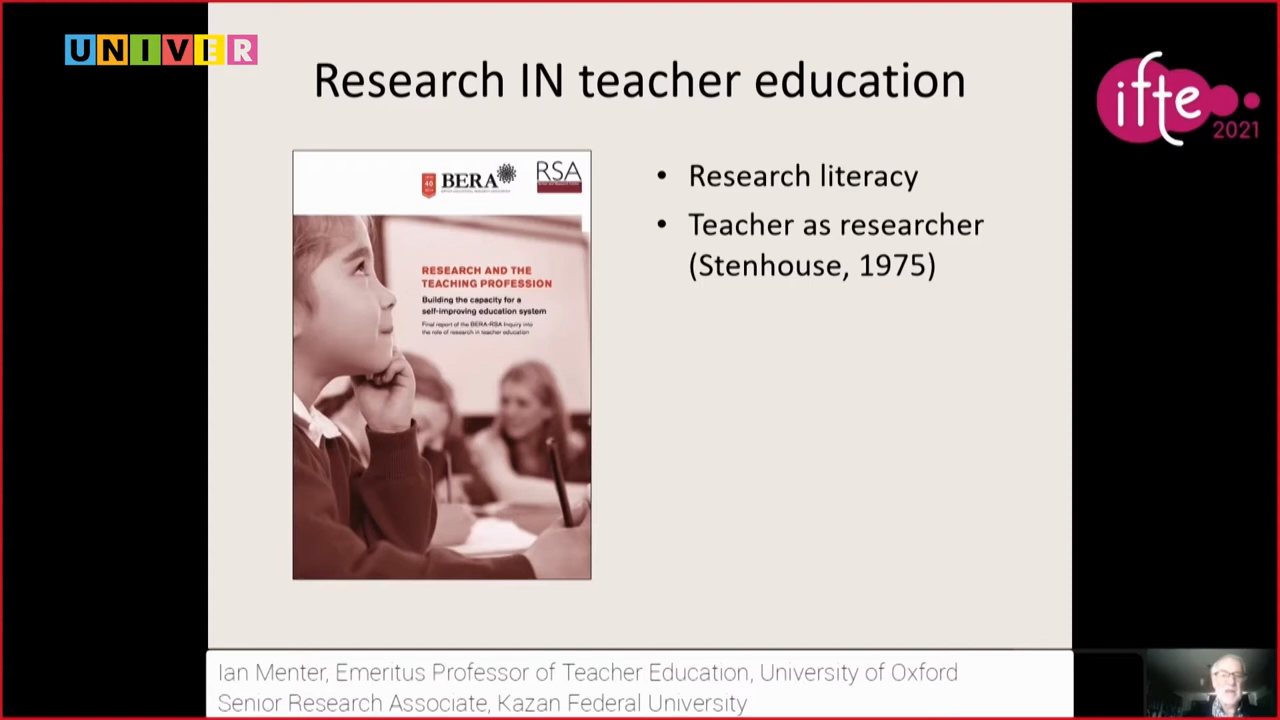 UNIVER
Research IN teacher education
ifte
2021
BERA
RSA
RESEARCH AND THE
TEACHING PROFESSION
Building the capacity for a
self-improving education system
Final report of the BERA-RSA Inquiry into
the role of research in teacher education
• Research literacy
• Teacher as researcher
(Stenhouse, 1975)
Ian Menter, Emeritus Professor of Teacher Education, University of Oxford
Senior Research Associate, Kazan Federal University